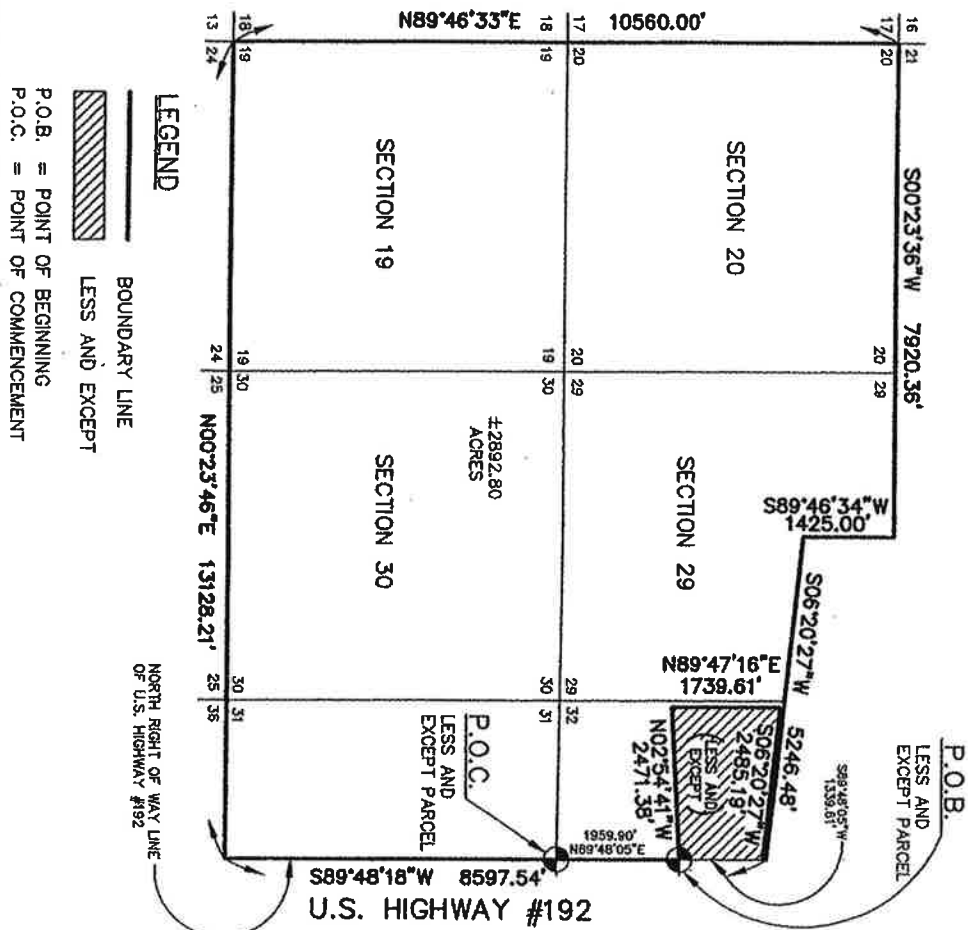 N89°46'33"E 10560.00'
13 18
24 19
18 17
19 20
17 16
20 21
SECTION 19
SECTION 20
S00°23'36"W 7920.36'
LEGEND
BOUNDARY LINE
LESS AND EXCEPT
P.O.B. = POINT OF BEGINNING
P.O.C. = POINT OF COMMENCEMENT
24 19
25 30
19 20
30 29
20
29
±2892.80
ACRES
SECTION 30
SECTION 29
N00°23'46"E 13128.21'
S89°46'34"W
1425.00'
S06°20'27"W 5246.48'
N89°47'16"E
1739.61'
25 30
36 31
30 29
31 32
S06°20'27"W
2485.19'
LESS AND
EXCEPT
N02°54'41"W
2471.38'
P.O.B.
LESS AND
EXCEPT PARCEL
S89°48'05"W
1339.61'
P.O.C.
LESS AND
EXCEPT PARCEL
1959.90'
N89°48'05"E
NORTH RIGHT OF WAY LINE
OF U.S. HIGHWAY #192
S89°48'18"W 8597.54'
U.S. HIGHWAY #192